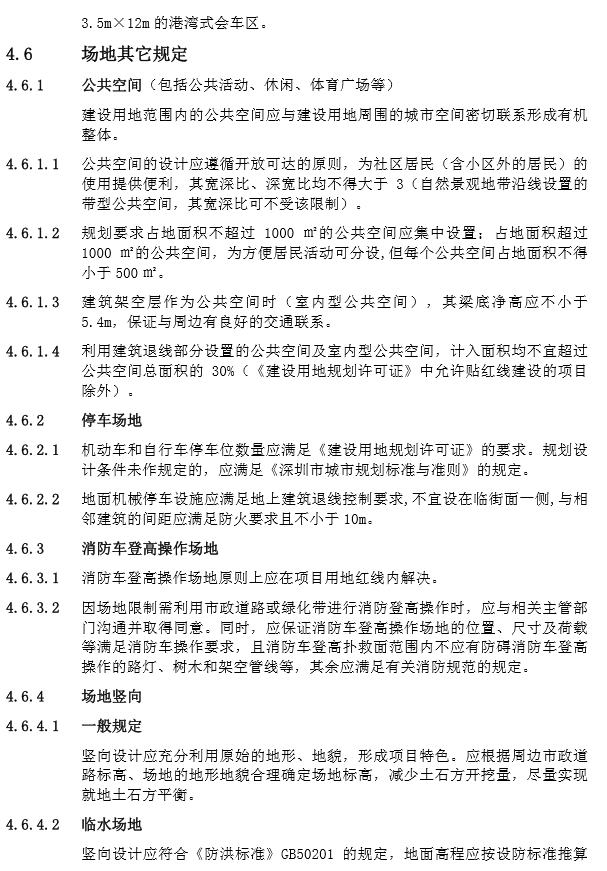 3.5m×12m 的港湾式会车区。
4.6 场地其它规定
4.6.1 公共空间（包括公共活动、休闲、体育广场等）
建设用地范围内的公共空间应与建设用地周围的城市空间密切联系形成有机
整体。
4.6.1.1 公共空间的设计应遵循开放可达的原则，为社区居民（含小区外的居民）的
使用提供便利，其宽深比、深宽比均不得大于 3（自然景观地带沿线设置的
带型公共空间，其宽深比可不受该限制）。
4.6.1.2 规划要求占地面积不超过 1000 ㎡的公共空间应集中设置；占地面积超过
1000 ㎡的公共空间，为方便居民活动可分设,但每个公共空间占地面积不得
小于 500 ㎡。
4.6.1.3 建筑架空层作为公共空间时（室内型公共空间），其梁底净高应不小于
5.4m，保证与周边有良好的交通联系。
4.6.1.4 利用建筑退线部分设置的公共空间及室内型公共空间，计入面积均不宜超过
公共空间总面积的 30%（《建设用地规划许可证》中允许贴红线建设的项目
除外）。
4.6.2 停车场地
4.6.2.1 机动车和自行车停车位数量应满足《建设用地规划许可证》的要求。规划设
计条件未作规定的，应满足《深圳市城市规划标准与准则》的规定。
4.6.2.2 地面机械停车设施应满足地上建筑退线控制要求,不宜设在临街面一侧,与相
邻建筑的间距应满足防火要求且不小于 10m。
4.6.3 消防车登高操作场地
4.6.3.1 消防车登高操作场地原则上应在项目用地红线内解决。
4.6.3.2 因场地限制需利用市政道路或绿化带进行消防登高操作时，应与相关主管部
门沟通并取得同意。同时，应保证消防车登高操作场地的位置、尺寸及荷载
等满足消防车操作要求，且消防车登高扑救面范围内不应有防碍消防车登高
操作的路灯、树木和架空管线等，其余应满足有关消防规范的规定。
4.6.4 场地竖向
4.6.4.1 一般规定
竖向设计应充分利用原始的地形、地貌，形成项目特色。应根据周边市政道
路标高、场地的地形地貌合理确定场地标高，减少土石方开挖量，尽量实现
就地土石方平衡。
4.6.4.2 临水场地
竖向设计应符合《防洪标准》GB50201 的规定，地面高程应按设防标准推算